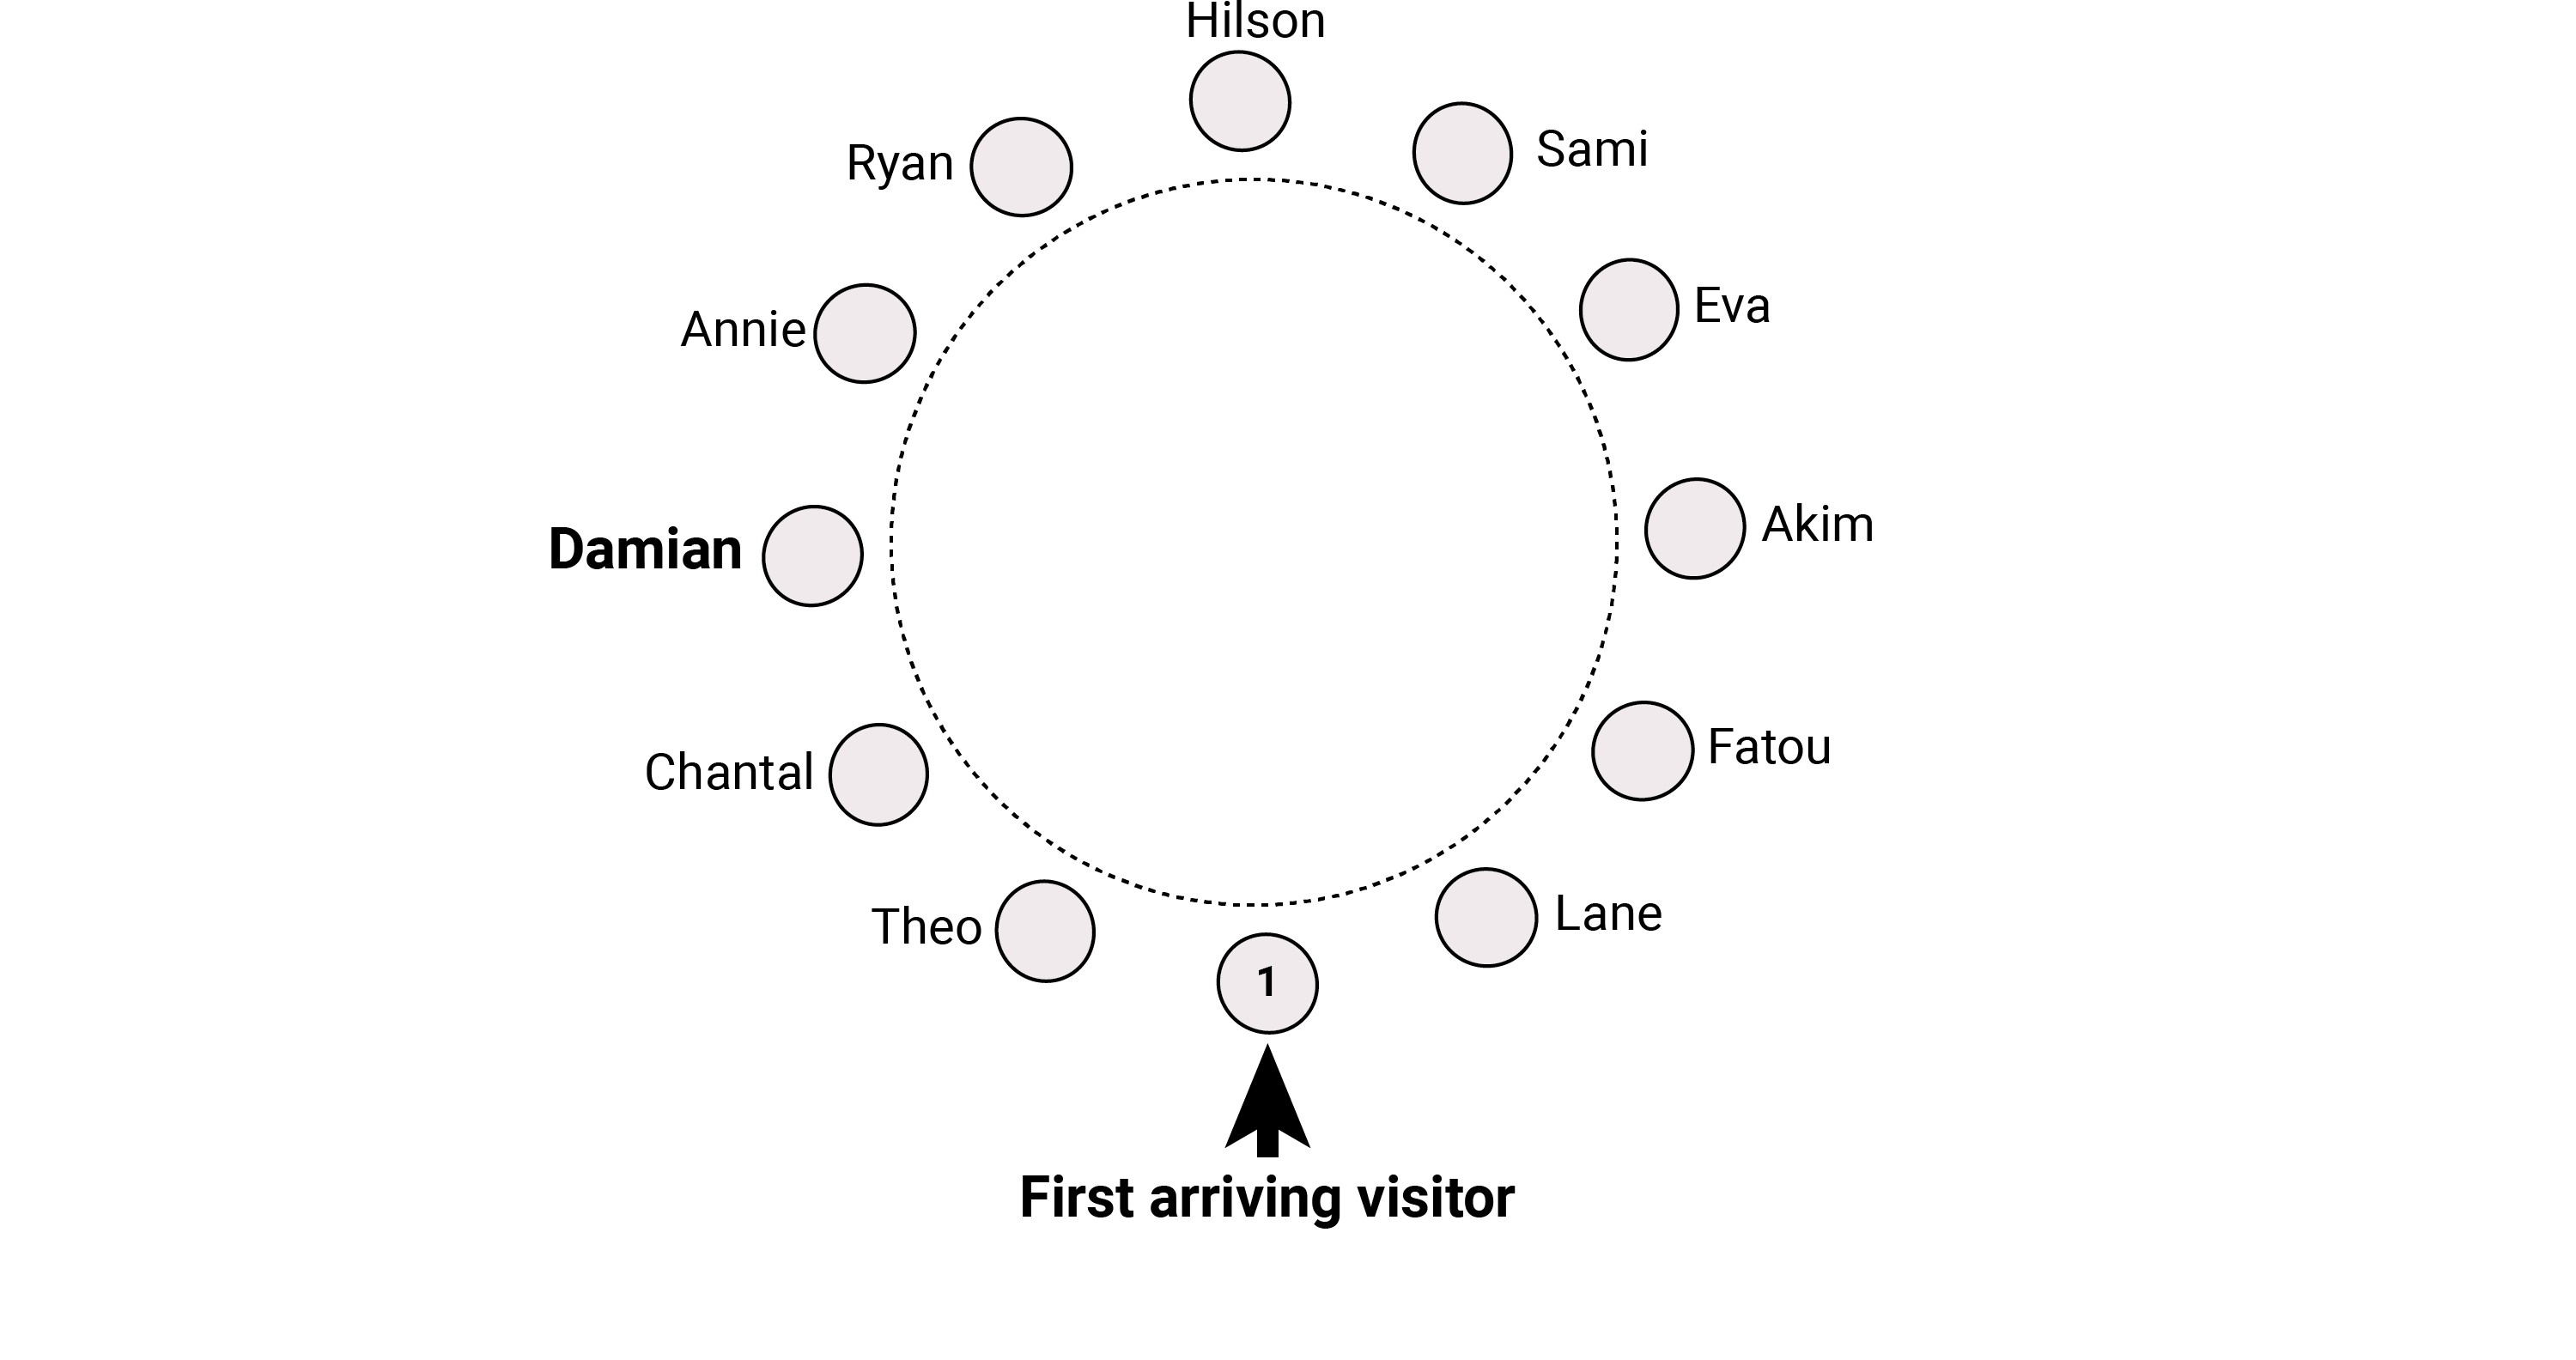 Hilson
Sami
Ryan
Eva
Annie
Akim
Damian
Fatou
Chantal
Lane
Theo
1
First arriving visitor